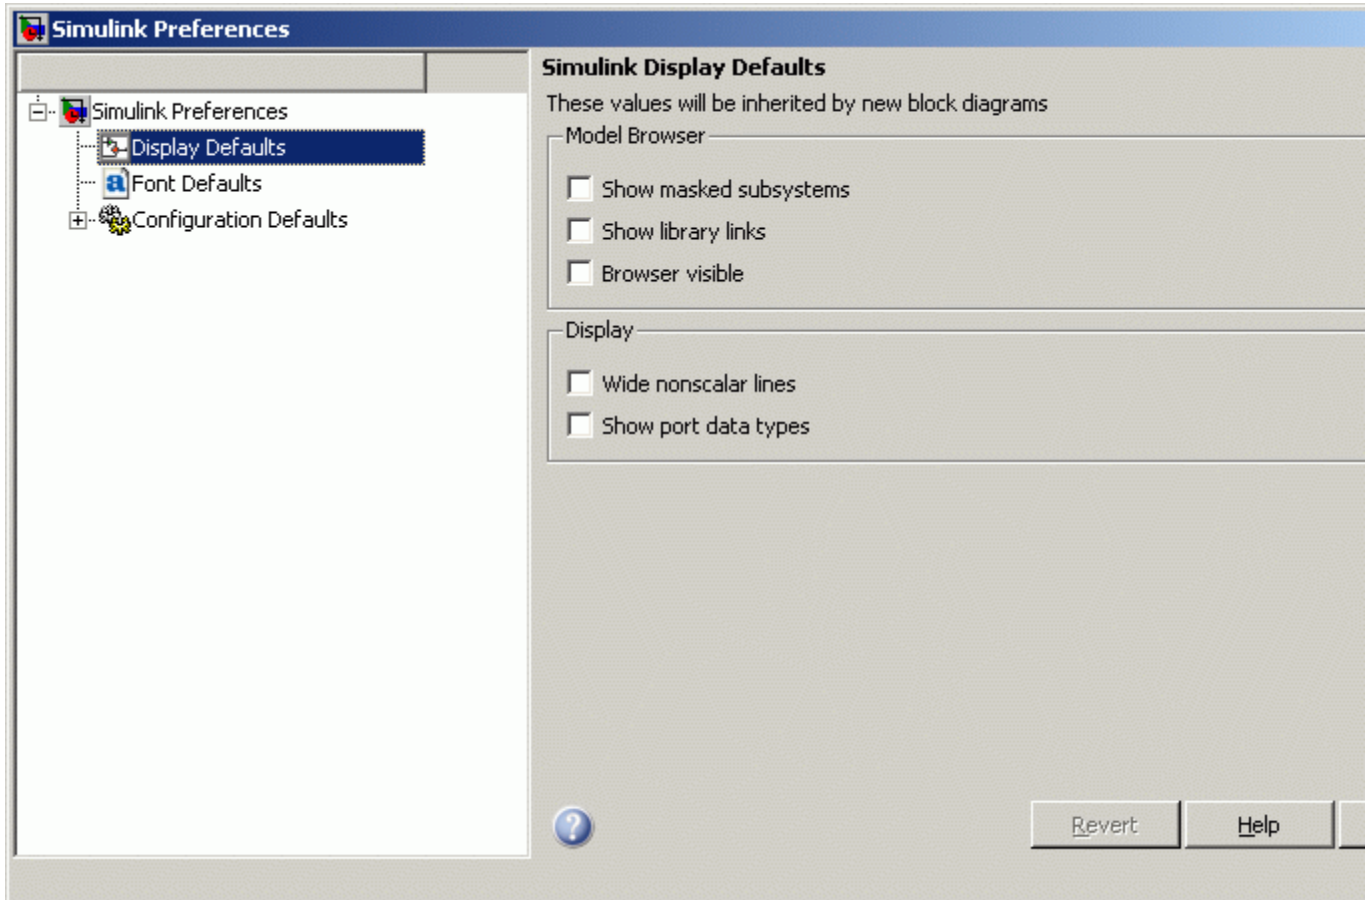 Simulink Preferences
Simulink Preferences
Display Defaults
Font Defaults
Configuration Defaults
Simulink Display Defaults
These values will be inherited by new block diagrams
Model Browser
Show masked subsystems
Show library links
Browser visible
Display
Wide nonscalar lines
Show port data types
Revert
Help